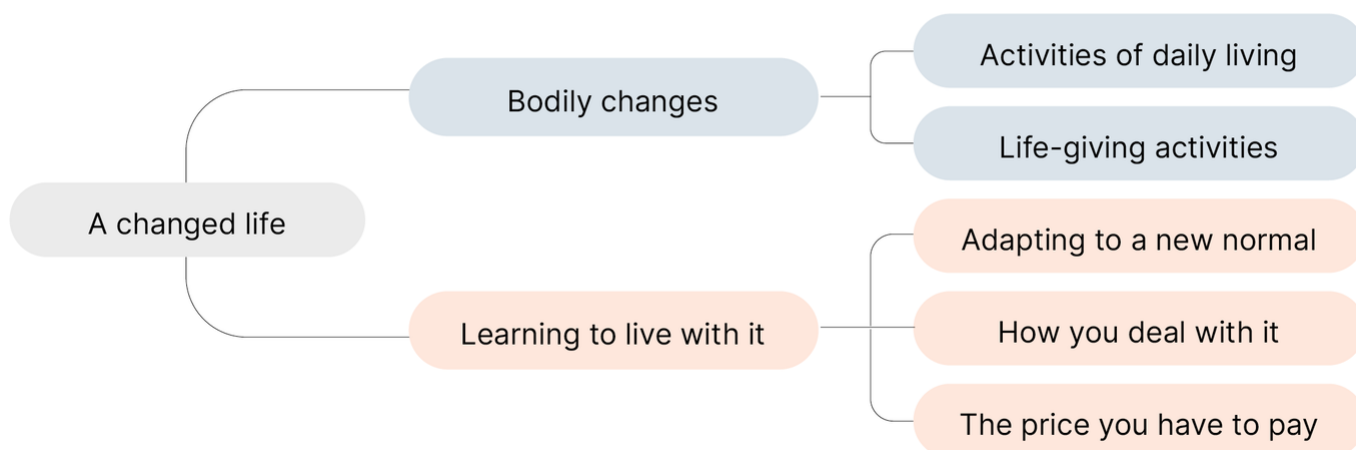 A changed life
Bodily changes
Activities of daily living
Life-giving activities
Learning to live with it
Adapting to a new normal
How you deal with it
The price you have to pay